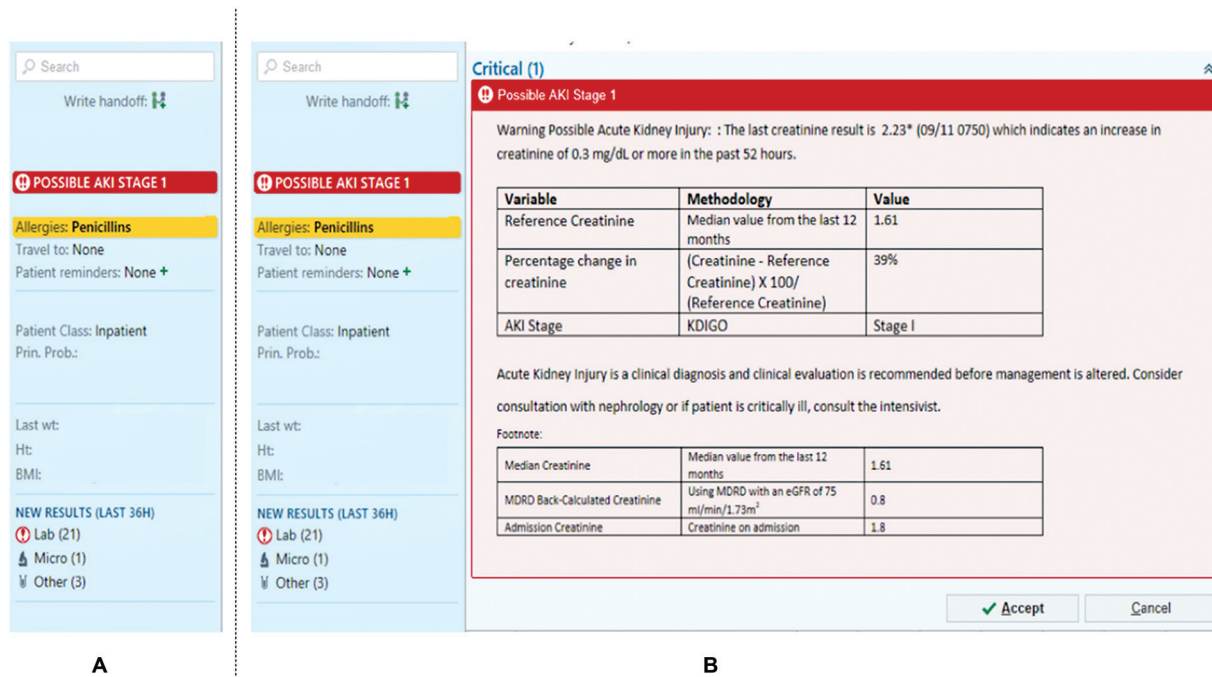 Search
Write handoff:
POSSIBLE AKI STAGE 1
Allergies: Penicillins
Travel to: None
Patient reminders: None +
Patient Class: Inpatient
Prin. Prob.:
Last wt:
Ht:
BMI:
NEW RESULTS (LAST 36H)
Lab (21)
Micro (1)
Other (3)
A
Search
Write handoff:
POSSIBLE AKI STAGE 1
Allergies: Penicillins
Travel to: None
Patient reminders: None +
Patient Class: Inpatient
Prin. Prob.:
Last wt:
Ht:
BMI:
NEW RESULTS (LAST 36H)
Lab (21)
Micro (1)
Other (3)
Critical (1)
Possible AKI Stage 1
Warning Possible Acute Kidney Injury: : The last creatinine result is 2.23* (09/11 0750) which indicates an increase in
creatinine of 0.3 mg/dL or more in the past 52 hours.
Variable Methodology Value
Reference Creatinine Median value from the last 12 1.61
months
Percentage change in (Creatinine - Reference 39%
creatinine Creatinine) X 100/
(Reference Creatinine)
AKI Stage KDIGO Stage I
Acute Kidney Injury is a clinical diagnosis and clinical evaluation is recommended before management is altered. Consider
consultation with nephrology or if patient is critically ill, consult the intensivist.
Footnote:
Median Creatinine Median value from the last 12 1.61
months
MDRD Back-Calculated Creatinine Using MDRD with an eGFR of 75 0.8
ml/min/1.73m²
Admission Creatinine Creatinine on admission 1.8
Accept Cancel
B